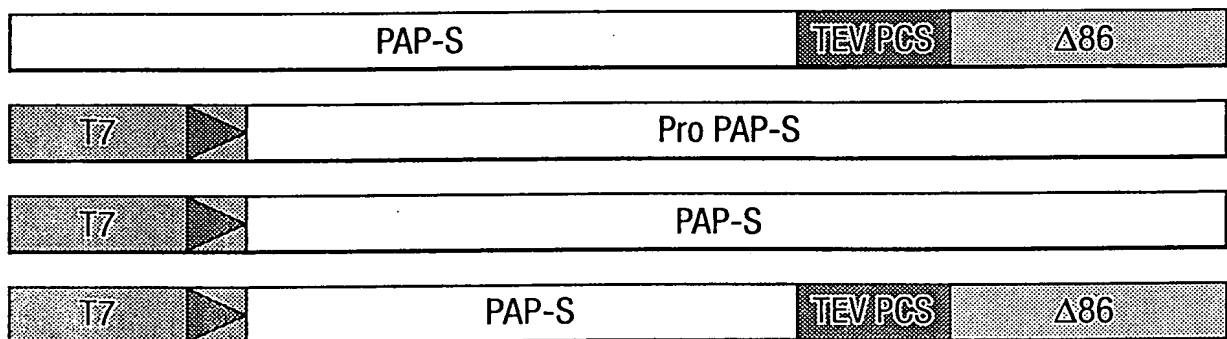 PAP-S TEV PCS Δ86
T7 Pro PAP-S
T7 PAP-S
T7 PAP-S TEV PCS Δ86